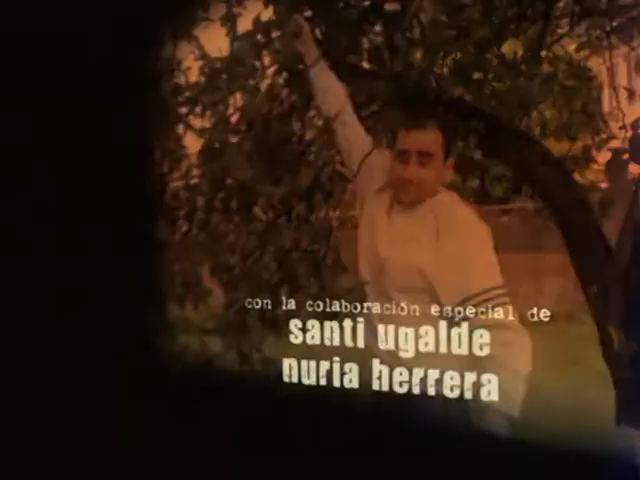 con la colaboración especial de
santi ugalde
nuria herrera